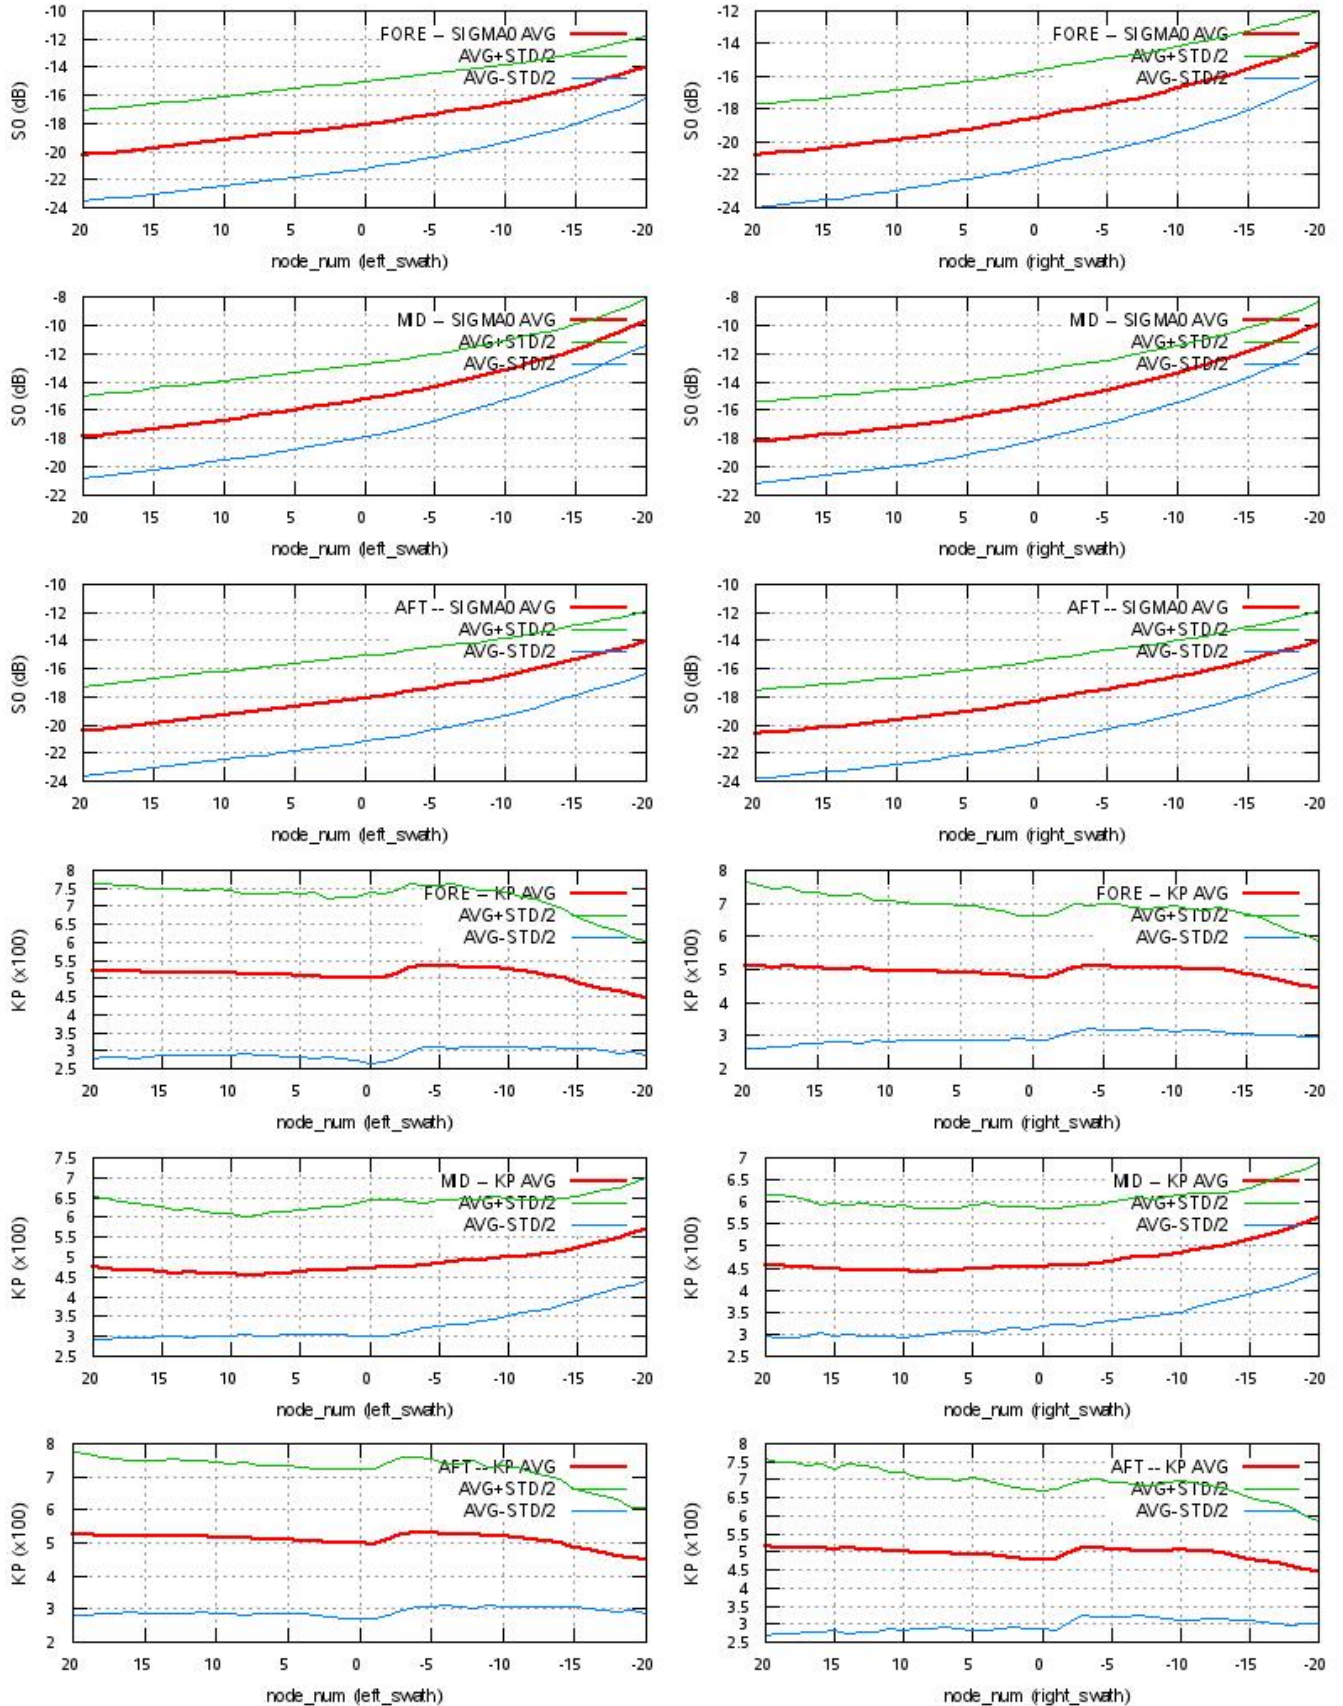 -10
-12
-14
-16
-18
-20
-22
-24
S0 (dB)
FORE -- SIGMA0 AVG
AVG+STD/2
AVG-STD/2
20 15 10 5 0 -5 -10 -15 -20
node_num (left_swath)
-12
-14
-16
-18
-20
-22
-24
S0 (dB)
FORE -- SIGMA0 AVG
AVG+STD/2
AVG-STD/2
20 15 10 5 0 -5 -10 -15 -20
node_num (right_swath)
-8
-10
-12
-14
-16
-18
-20
-22
S0 (dB)
MID -- SIGMA0 AVG
AVG+STD/2
AVG-STD/2
20 15 10 5 0 -5 -10 -15 -20
node_num (left_swath)
-8
-10
-12
-14
-16
-18
-20
-22
S0 (dB)
MID -- SIGMA0 AVG
AVG+STD/2
AVG-STD/2
20 15 10 5 0 -5 -10 -15 -20
node_num (right_swath)
-10
-12
-14
-16
-18
-20
-22
-24
S0 (dB)
AFT -- SIGMA0 AVG
AVG+STD/2
AVG-STD/2
20 15 10 5 0 -5 -10 -15 -20
node_num (left_swath)
-10
-12
-14
-16
-18
-20
-22
-24
S0 (dB)
AFT -- SIGMA0 AVG
AVG+STD/2
AVG-STD/2
20 15 10 5 0 -5 -10 -15 -20
node_num (right_swath)
8
7.5
7
6.5
6
5.5
5
4.5
4
3.5
3
2.5
KP (x100)
FORE -- KP AVG
AVG+STD/2
AVG-STD/2
20 15 10 5 0 -5 -10 -15 -20
node_num (left_swath)
8
7
6
5
4
3
2
KP (x100)
FORE -- KP AVG
AVG+STD/2
AVG-STD/2
20 15 10 5 0 -5 -10 -15 -20
node_num (right_swath)
7.5
7
6.5
6
5.5
5
4.5
4
3.5
3
2.5
KP (x100)
MID -- KP AVG
AVG+STD/2
AVG-STD/2
20 15 10 5 0 -5 -10 -15 -20
node_num (left_swath)
7
6.5
6
5.5
5
4.5
4
3.5
3
2.5
KP (x100)
MID -- KP AVG
AVG+STD/2
AVG-STD/2
20 15 10 5 0 -5 -10 -15 -20
node_num (right_swath)
8
7
6
5
4
3
2
KP (x100)
AFT -- KP AVG
AVG+STD/2
AVG-STD/2
20 15 10 5 0 -5 -10 -15 -20
node_num (left_swath)
8
7.5
7
6.5
6
5.5
5
4.5
4
3.5
3
2.5
KP (x100)
AFT -- KP AVG
AVG+STD/2
AVG-STD/2
20 15 10 5 0 -5 -10 -15 -20
node_num (right_swath)